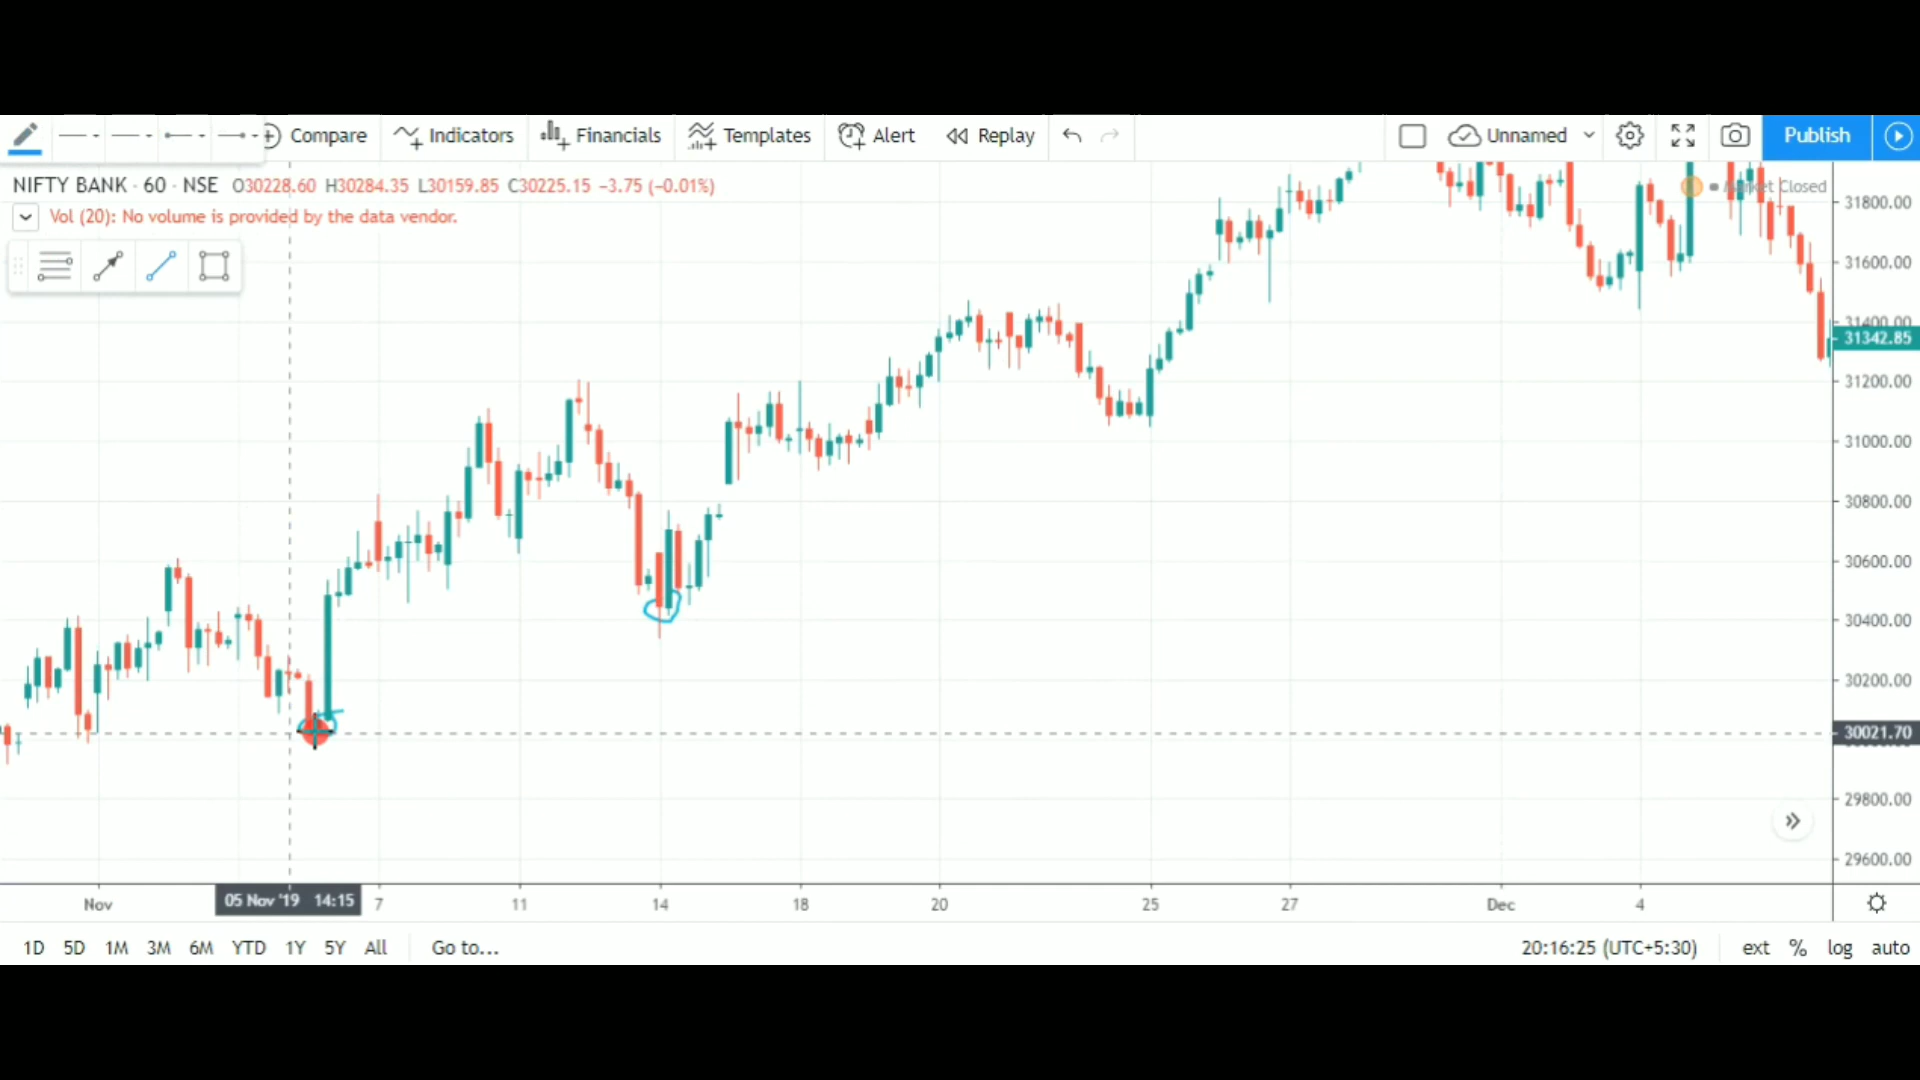 Compare Indicators Financials Templates Alert Replay Unnamed Publish
NIFTY BANK · 60 · NSE O30228.60 H30284.35 L30159.85 C30225.15 −3.75 (−0.01%)
Market Closed
Vol (20): No volume is provided by the data vendor.
31800.00
31600.00
31400.00
31342.85
31200.00
31000.00
30800.00
30600.00
30400.00
30200.00
30021.70
29800.00
29600.00
Nov 05 Nov '19 14:15 7 11 14 18 20 25 27 Dec 4
1D 5D 1M 3M 6M YTD 1Y 5Y All Go to... 20:16:25 (UTC+5:30) ext % log auto